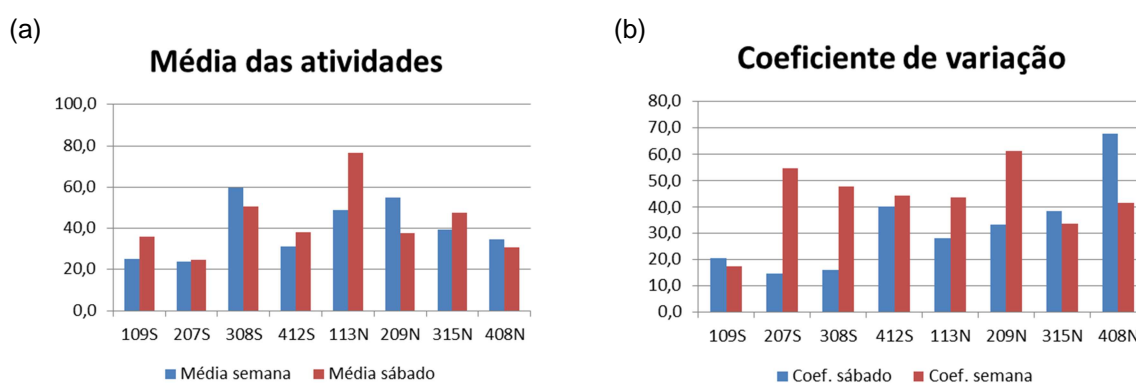 (a)
Média das atividades
100,0
80,0
60,0
40,0
20,0
0,0
109S 207S 308S 412S 113N 209N 315N 408N
Média semana Média sábado
(b)
Coeficiente de variação
80,0
70,0
60,0
50,0
40,0
30,0
20,0
10,0
0,0
109S 207S 308S 412S 113N 209N 315N 408N
Coef. sábado Coef. semana